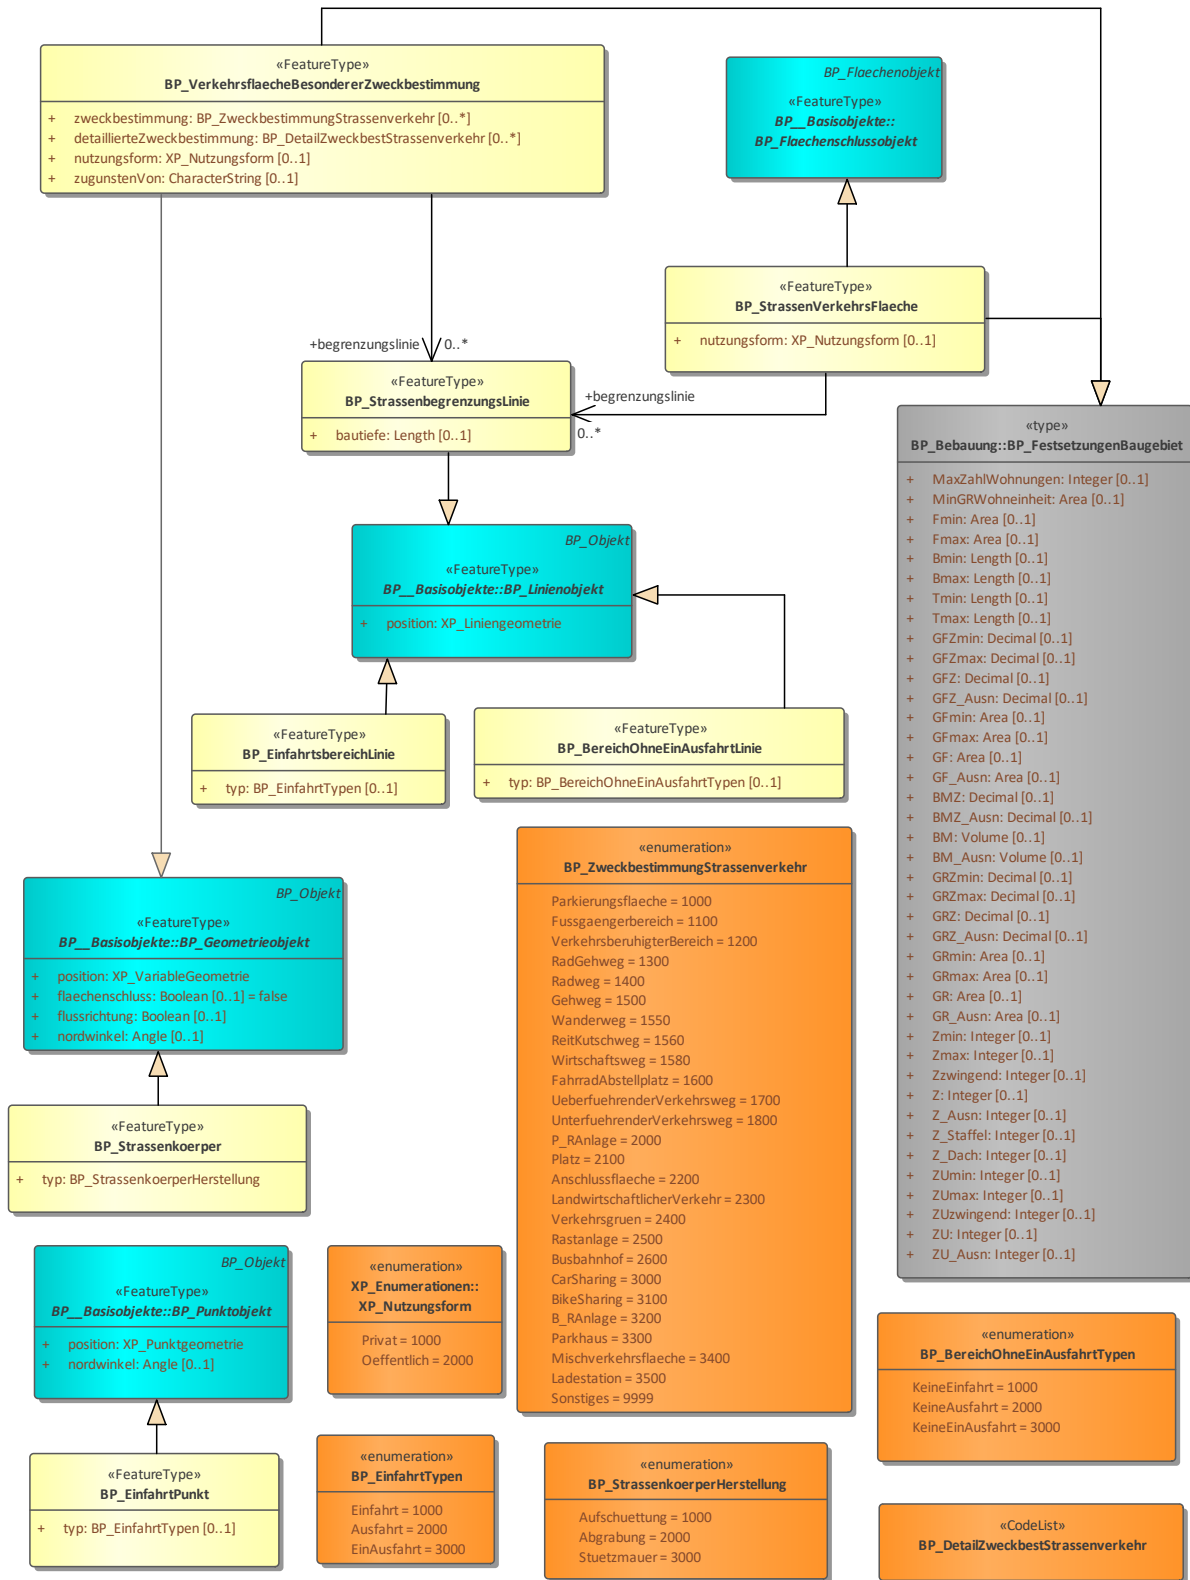 «FeatureType»
BP_VerkehrsflaecheBesondererZweckbestimmung
+ zweckbestimmung: BP_ZweckbestimmungStrassenverkehr [0..*]
+ detaillierteZweckbestimmung: BP_DetailZweckbestStrassenverkehr [0..*]
+ nutzungsform: XP_Nutzungsform [0..1]
+ zugunstenVon: CharacterString [0..1]
BP_Flaechenobjekt
«FeatureType»
BP__Basisobjekte::
BP_Flaechenschlussobjekt
«FeatureType»
BP_StrassenVerkehrsFlaeche
+ nutzungsform: XP_Nutzungsform [0..1]
+begrenzungslinie 0..*
+begrenzungslinie
0..*
«FeatureType»
BP_StrassenbegrenzungsLinie
+ bautiefe: Length [0..1]
BP_Objekt
«FeatureType»
BP__Basisobjekte::BP_Linienobjekt
+ position: XP_Liniengeometrie
«FeatureType»
BP_EinfahrtsbereichLinie
+ typ: BP_EinfahrtTypen [0..1]
«FeatureType»
BP_BereichOhneEinAusfahrtLinie
+ typ: BP_BereichOhneEinAusfahrtTypen [0..1]
«type»
BP_Bebauung::BP_FestsetzungenBaugebiet
+ MaxZahlWohnungen: Integer [0..1]
+ MinGRWohneinheit: Area [0..1]
+ Fmin: Area [0..1]
+ Fmax: Area [0..1]
+ Bmin: Length [0..1]
+ Bmax: Length [0..1]
+ Tmin: Length [0..1]
+ Tmax: Length [0..1]
+ GFZmin: Decimal [0..1]
+ GFZmax: Decimal [0..1]
+ GFZ: Decimal [0..1]
+ GFZ_Ausn: Decimal [0..1]
+ GFmin: Area [0..1]
+ GFmax: Area [0..1]
+ GF: Area [0..1]
+ GF_Ausn: Area [0..1]
+ BMZ: Decimal [0..1]
+ BMZ_Ausn: Decimal [0..1]
+ BM: Volume [0..1]
+ BM_Ausn: Volume [0..1]
+ GRZmin: Decimal [0..1]
+ GRZmax: Decimal [0..1]
+ GRZ: Decimal [0..1]
+ GRZ_Ausn: Decimal [0..1]
+ GRmin: Area [0..1]
+ GRmax: Area [0..1]
+ GR: Area [0..1]
+ GR_Ausn: Area [0..1]
+ Zmin: Integer [0..1]
+ Zmax: Integer [0..1]
+ Zzwingend: Integer [0..1]
+ Z: Integer [0..1]
+ Z_Ausn: Integer [0..1]
+ Z_Staffel: Integer [0..1]
+ Z_Dach: Integer [0..1]
+ ZUmin: Integer [0..1]
+ ZUmax: Integer [0..1]
+ ZUzwingend: Integer [0..1]
+ ZU: Integer [0..1]
+ ZU_Ausn: Integer [0..1]
BP_Objekt
«FeatureType»
BP__Basisobjekte::BP_Geometrieobjekt
+ position: XP_VariableGeometrie
+ flaechenschluss: Boolean [0..1] = false
+ flussrichtung: Boolean [0..1]
+ nordwinkel: Angle [0..1]
«FeatureType»
BP_Strassenkoerper
+ typ: BP_StrassenkoerperHerstellung
BP_Objekt
«FeatureType»
BP__Basisobjekte::BP_Punktobjekt
+ position: XP_Punktgeometrie
+ nordwinkel: Angle [0..1]
«FeatureType»
BP_EinfahrtPunkt
+ typ: BP_EinfahrtTypen [0..1]
«enumeration»
XP_Enumerationen::
XP_Nutzungsform
Privat = 1000
Oeffentlich = 2000
«enumeration»
BP_EinfahrtTypen
Einfahrt = 1000
Ausfahrt = 2000
EinAusfahrt = 3000
«enumeration»
BP_ZweckbestimmungStrassenverkehr
Parkierungsflaeche = 1000
Fussgaengerbereich = 1100
VerkehrsberuhigterBereich = 1200
RadGehweg = 1300
Radweg = 1400
Gehweg = 1500
Wanderweg = 1550
ReitKutschweg = 1560
Wirtschaftsweg = 1580
FahrradAbstellplatz = 1600
UeberfuehrenderVerkehrsweg = 1700
UnterfuehrenderVerkehrsweg = 1800
P_RAnlage = 2000
Platz = 2100
Anschlussflaeche = 2200
LandwirtschaftlicherVerkehr = 2300
Verkehrsgruen = 2400
Rastanlage = 2500
Busbahnhof = 2600
CarSharing = 3000
BikeSharing = 3100
B_RAnlage = 3200
Parkhaus = 3300
Mischverkehrsflaeche = 3400
Ladestation = 3500
Sonstiges = 9999
«enumeration»
BP_StrassenkoerperHerstellung
Aufschuettung = 1000
Abgrabung = 2000
Stuetzmauer = 3000
«enumeration»
BP_BereichOhneEinAusfahrtTypen
KeineEinfahrt = 1000
KeineAusfahrt = 2000
KeineEinAusfahrt = 3000
«CodeList»
BP_DetailZweckbestStrassenverkehr